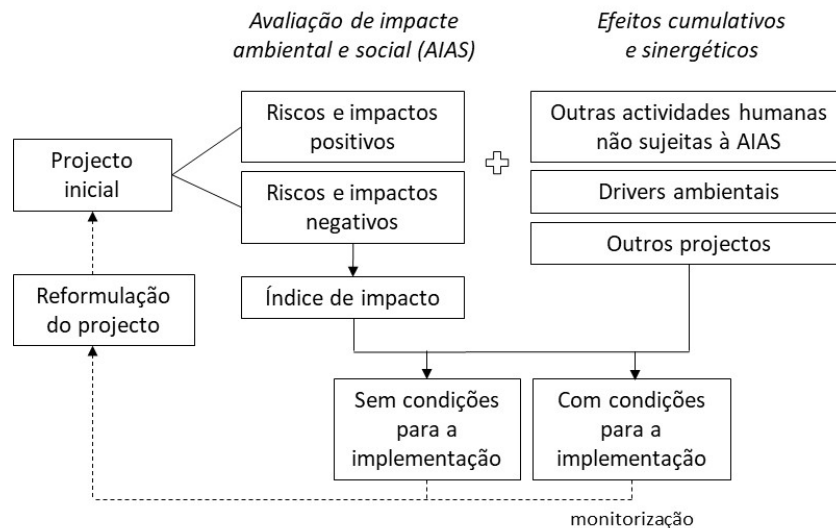 Avaliação de impacte
ambiental e social (AIAS)
Efeitos cumulativos
e sinergéticos
Projecto
inicial
Riscos e impactos
positivos
Riscos e impactos
negativos
Outras actividades humanas
não sujeitas à AIAS
Drivers ambientais
Outros projectos
Reformulação
do projecto
Índice de impacto
Sem condições
para a
implementação
Com condições
para a
implementação
monitorização